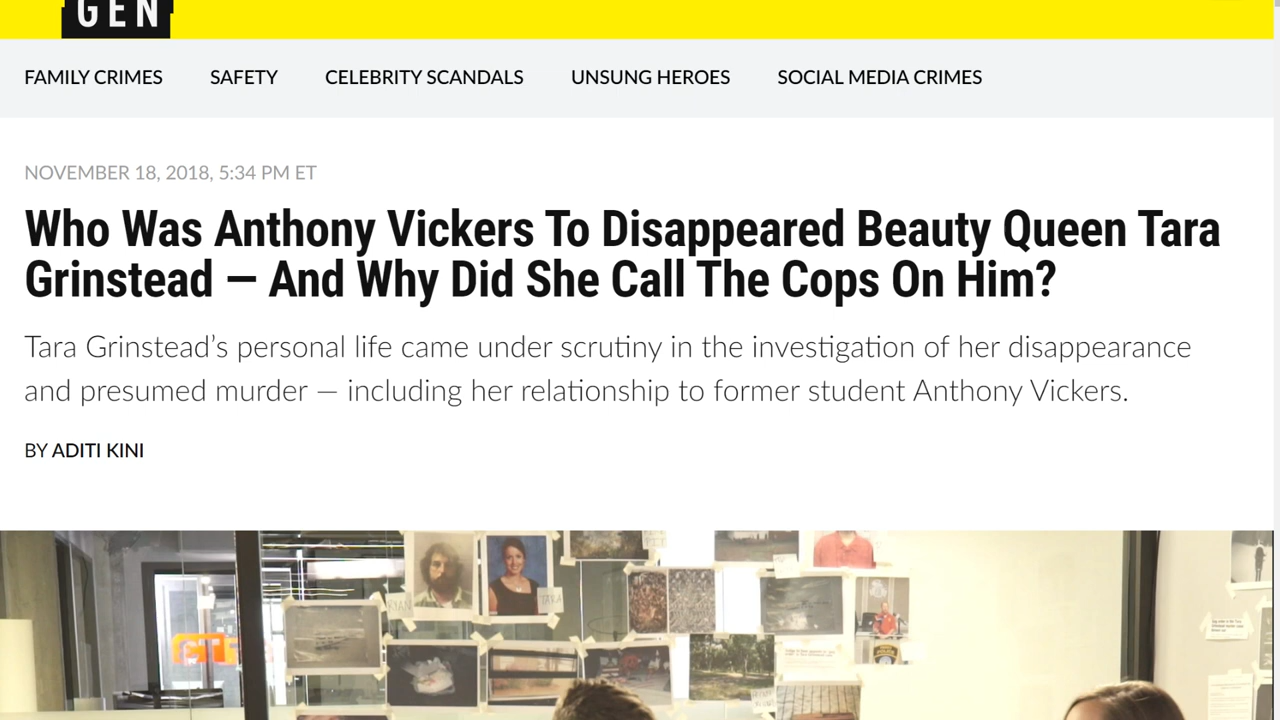 GEN
FAMILY CRIMES SAFETY CELEBRITY SCANDALS UNSUNG HEROES SOCIAL MEDIA CRIMES
NOVEMBER 18, 2018, 5:34 PM ET
Who Was Anthony Vickers To Disappeared Beauty Queen Tara
Grinstead — And Why Did She Call The Cops On Him?
Tara Grinstead’s personal life came under scrutiny in the investigation of her disappearance
and presumed murder — including her relationship to former student Anthony Vickers.
BY ADITI KINI
RYAN
TARA